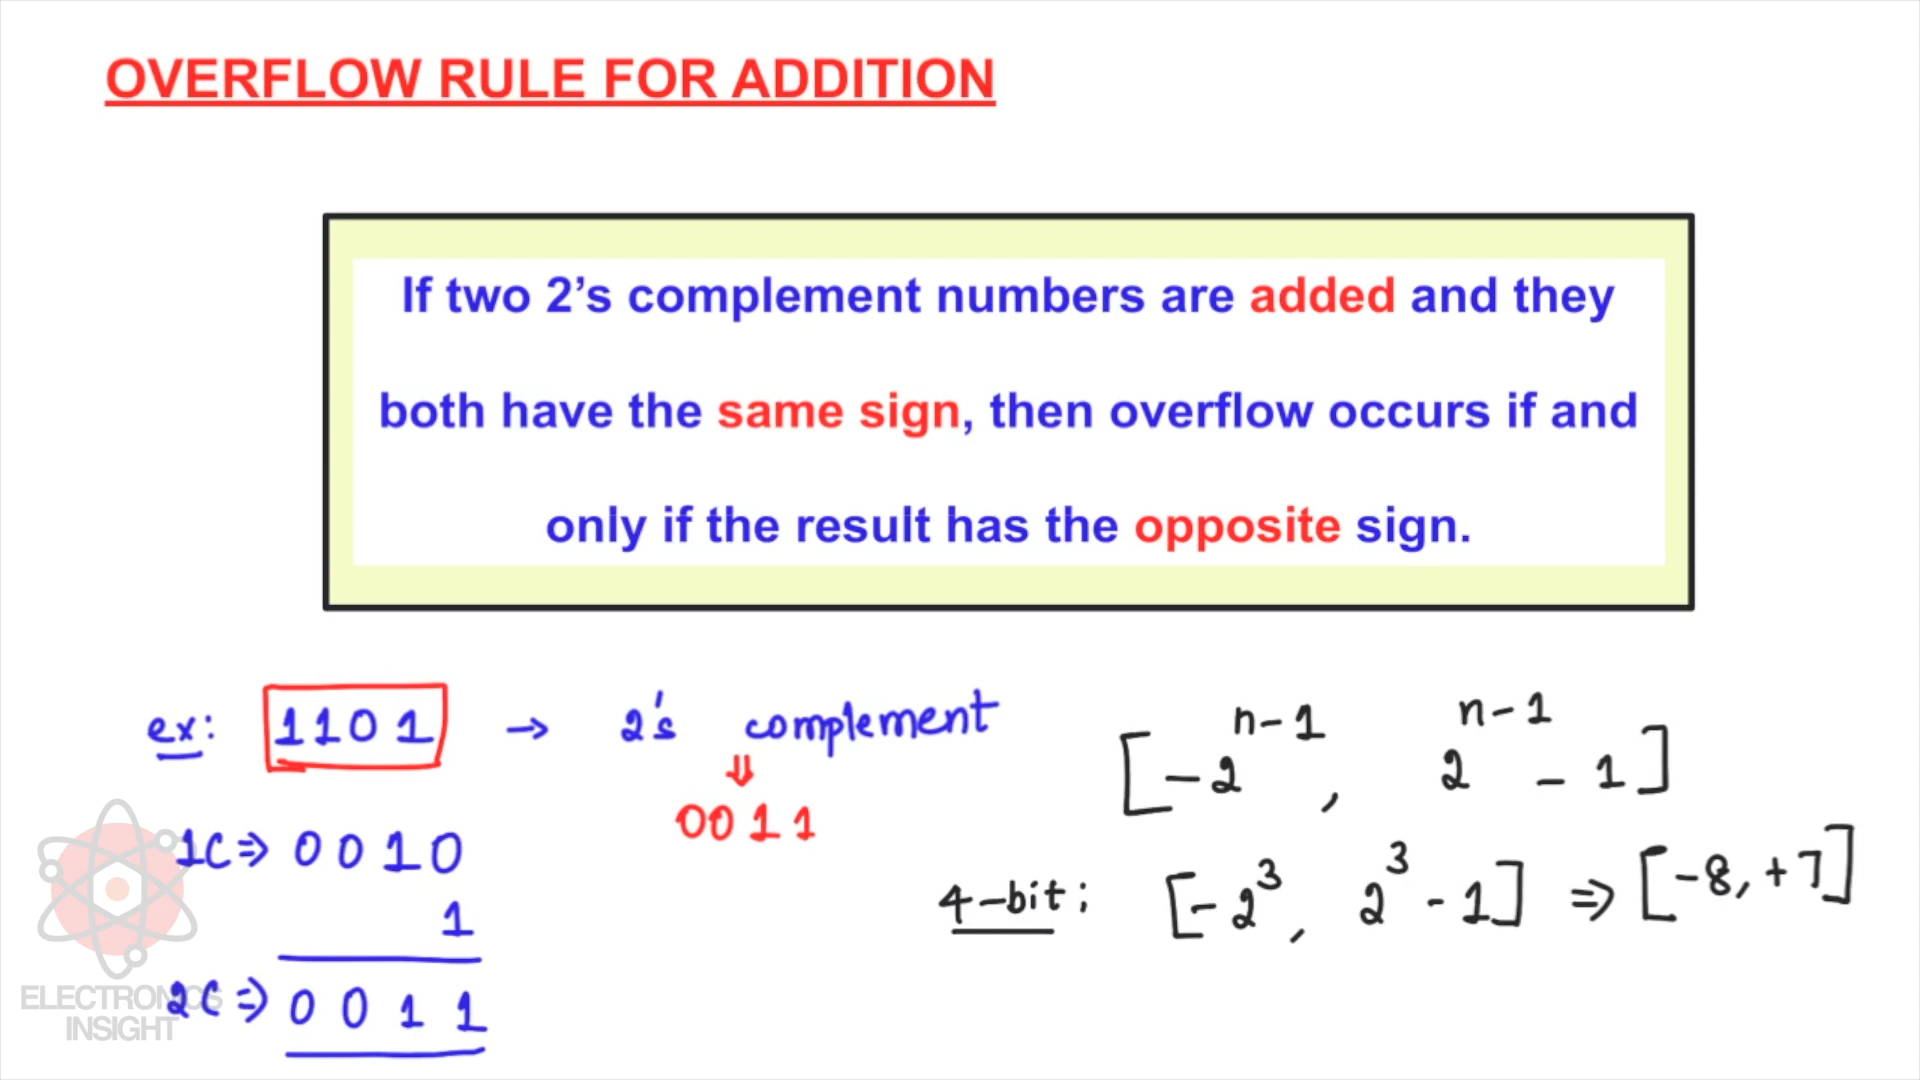 OVERFLOW RULE FOR ADDITION
If two 2’s complement numbers are added and they
both have the same sign, then overflow occurs if and
only if the result has the opposite sign.
ex: 1101 → 2's complement
⇓
0011
1C ⇒ 0010
1
2C ⇒ 0011
[-2^{n-1}, 2^{n-1} - 1]
4-bit: [-2^3, 2^3 - 1] ⇒ [-8, +7]
ELECTRONICS
INSIGHT